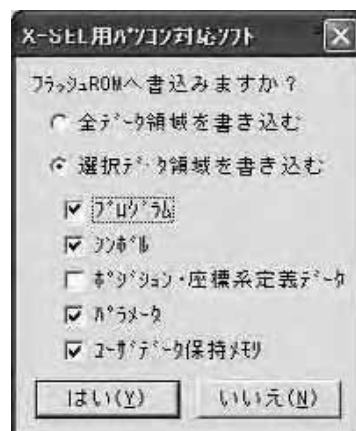 X-SEL用ﾊﾟｿｺﾝ対応ｿﾌﾄ
ﾌﾗｯｼｭROMへ書込みますか？
全ﾃﾞｰﾀ領域を書き込む
選択ﾃﾞｰﾀ領域を書き込む
ﾌﾟﾛｸﾞﾗﾑ
ｼﾝﾎﾞﾙ
ﾎﾟｼﾞｼｮﾝ・座標系定義ﾃﾞｰﾀ
ﾊﾟﾗﾒｰﾀ
ﾕｰｻﾞﾃﾞｰﾀ保持ﾒﾓﾘ
はい(Y) いいえ(N)